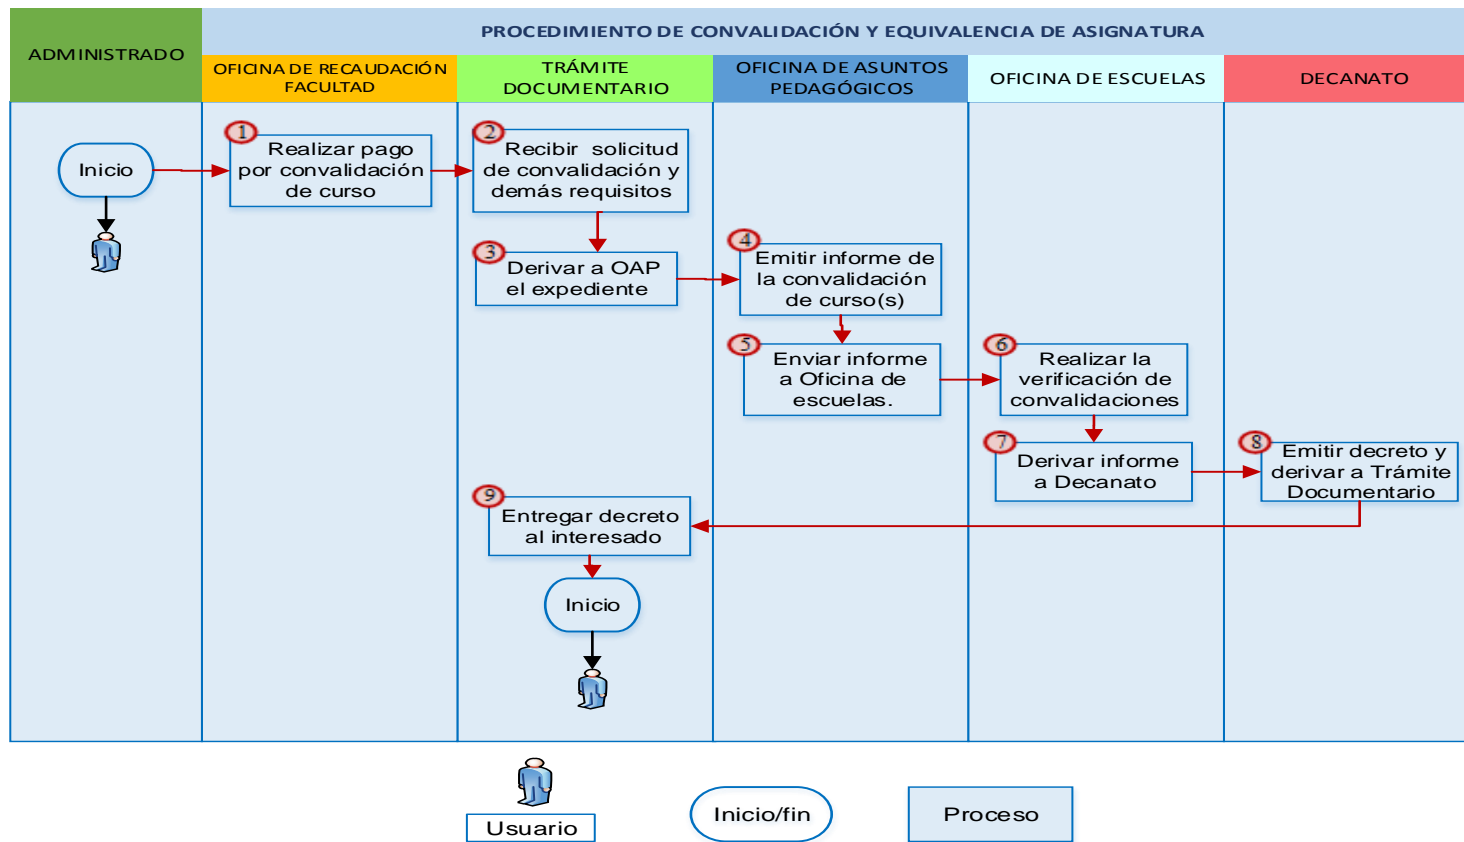 PROCEDIMIENTO DE CONVALIDACIÓN Y EQUIVALENCIA DE ASIGNATURA
ADMINISTRADO
OFICINA DE RECAUDACIÓN
FACULTAD
TRÁMITE
DOCUMENTARIO
OFICINA DE ASUNTOS
PEDAGÓGICOS
OFICINA DE ESCUELAS
DECANATO
Inicio
1
Realizar pago
por convalidación
de curso
2
Recibir solicitud
de convalidación y
demás requisitos
3
Derivar a OAP
el expediente
4
Emitir informe de
la convalidación
de curso(s)
5
Enviar informe
a Oficina de
escuelas.
6
Realizar la
verificación de
convalidaciones
7
Derivar informe
a Decanato
8
Emitir decreto y
derivar a Trámite
Documentario
9
Entregar decreto
al interesado
Inicio
Usuario
Inicio/fin
Proceso